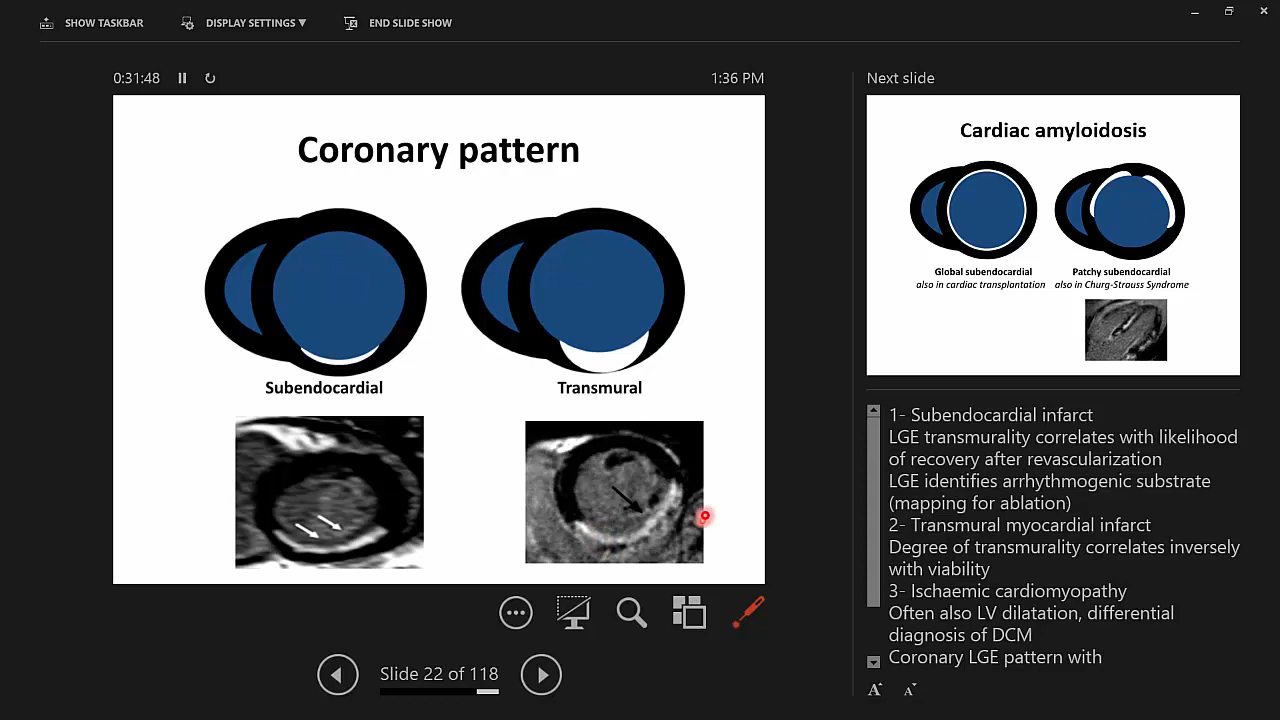 SHOW TASKBAR
DISPLAY SETTINGS ▼
END SLIDE SHOW
0:31:48
1:36 PM
Coronary pattern
Subendocardial
Transmural
Next slide
Cardiac amyloidosis
Global subendocardial
also in cardiac transplantation
Patchy subendocardial
also in Churg-Strauss Syndrome
1- Subendocardial infarct
LGE transmurality correlates with likelihood
of recovery after revascularization
LGE identifies arrhythmogenic substrate
(mapping for ablation)
2- Transmural myocardial infarct
Degree of transmurality correlates inversely
with viability
3- Ischaemic cardiomyopathy
Often also LV dilatation, differential
diagnosis of DCM
Coronary LGE pattern with
Slide 22 of 118
A A